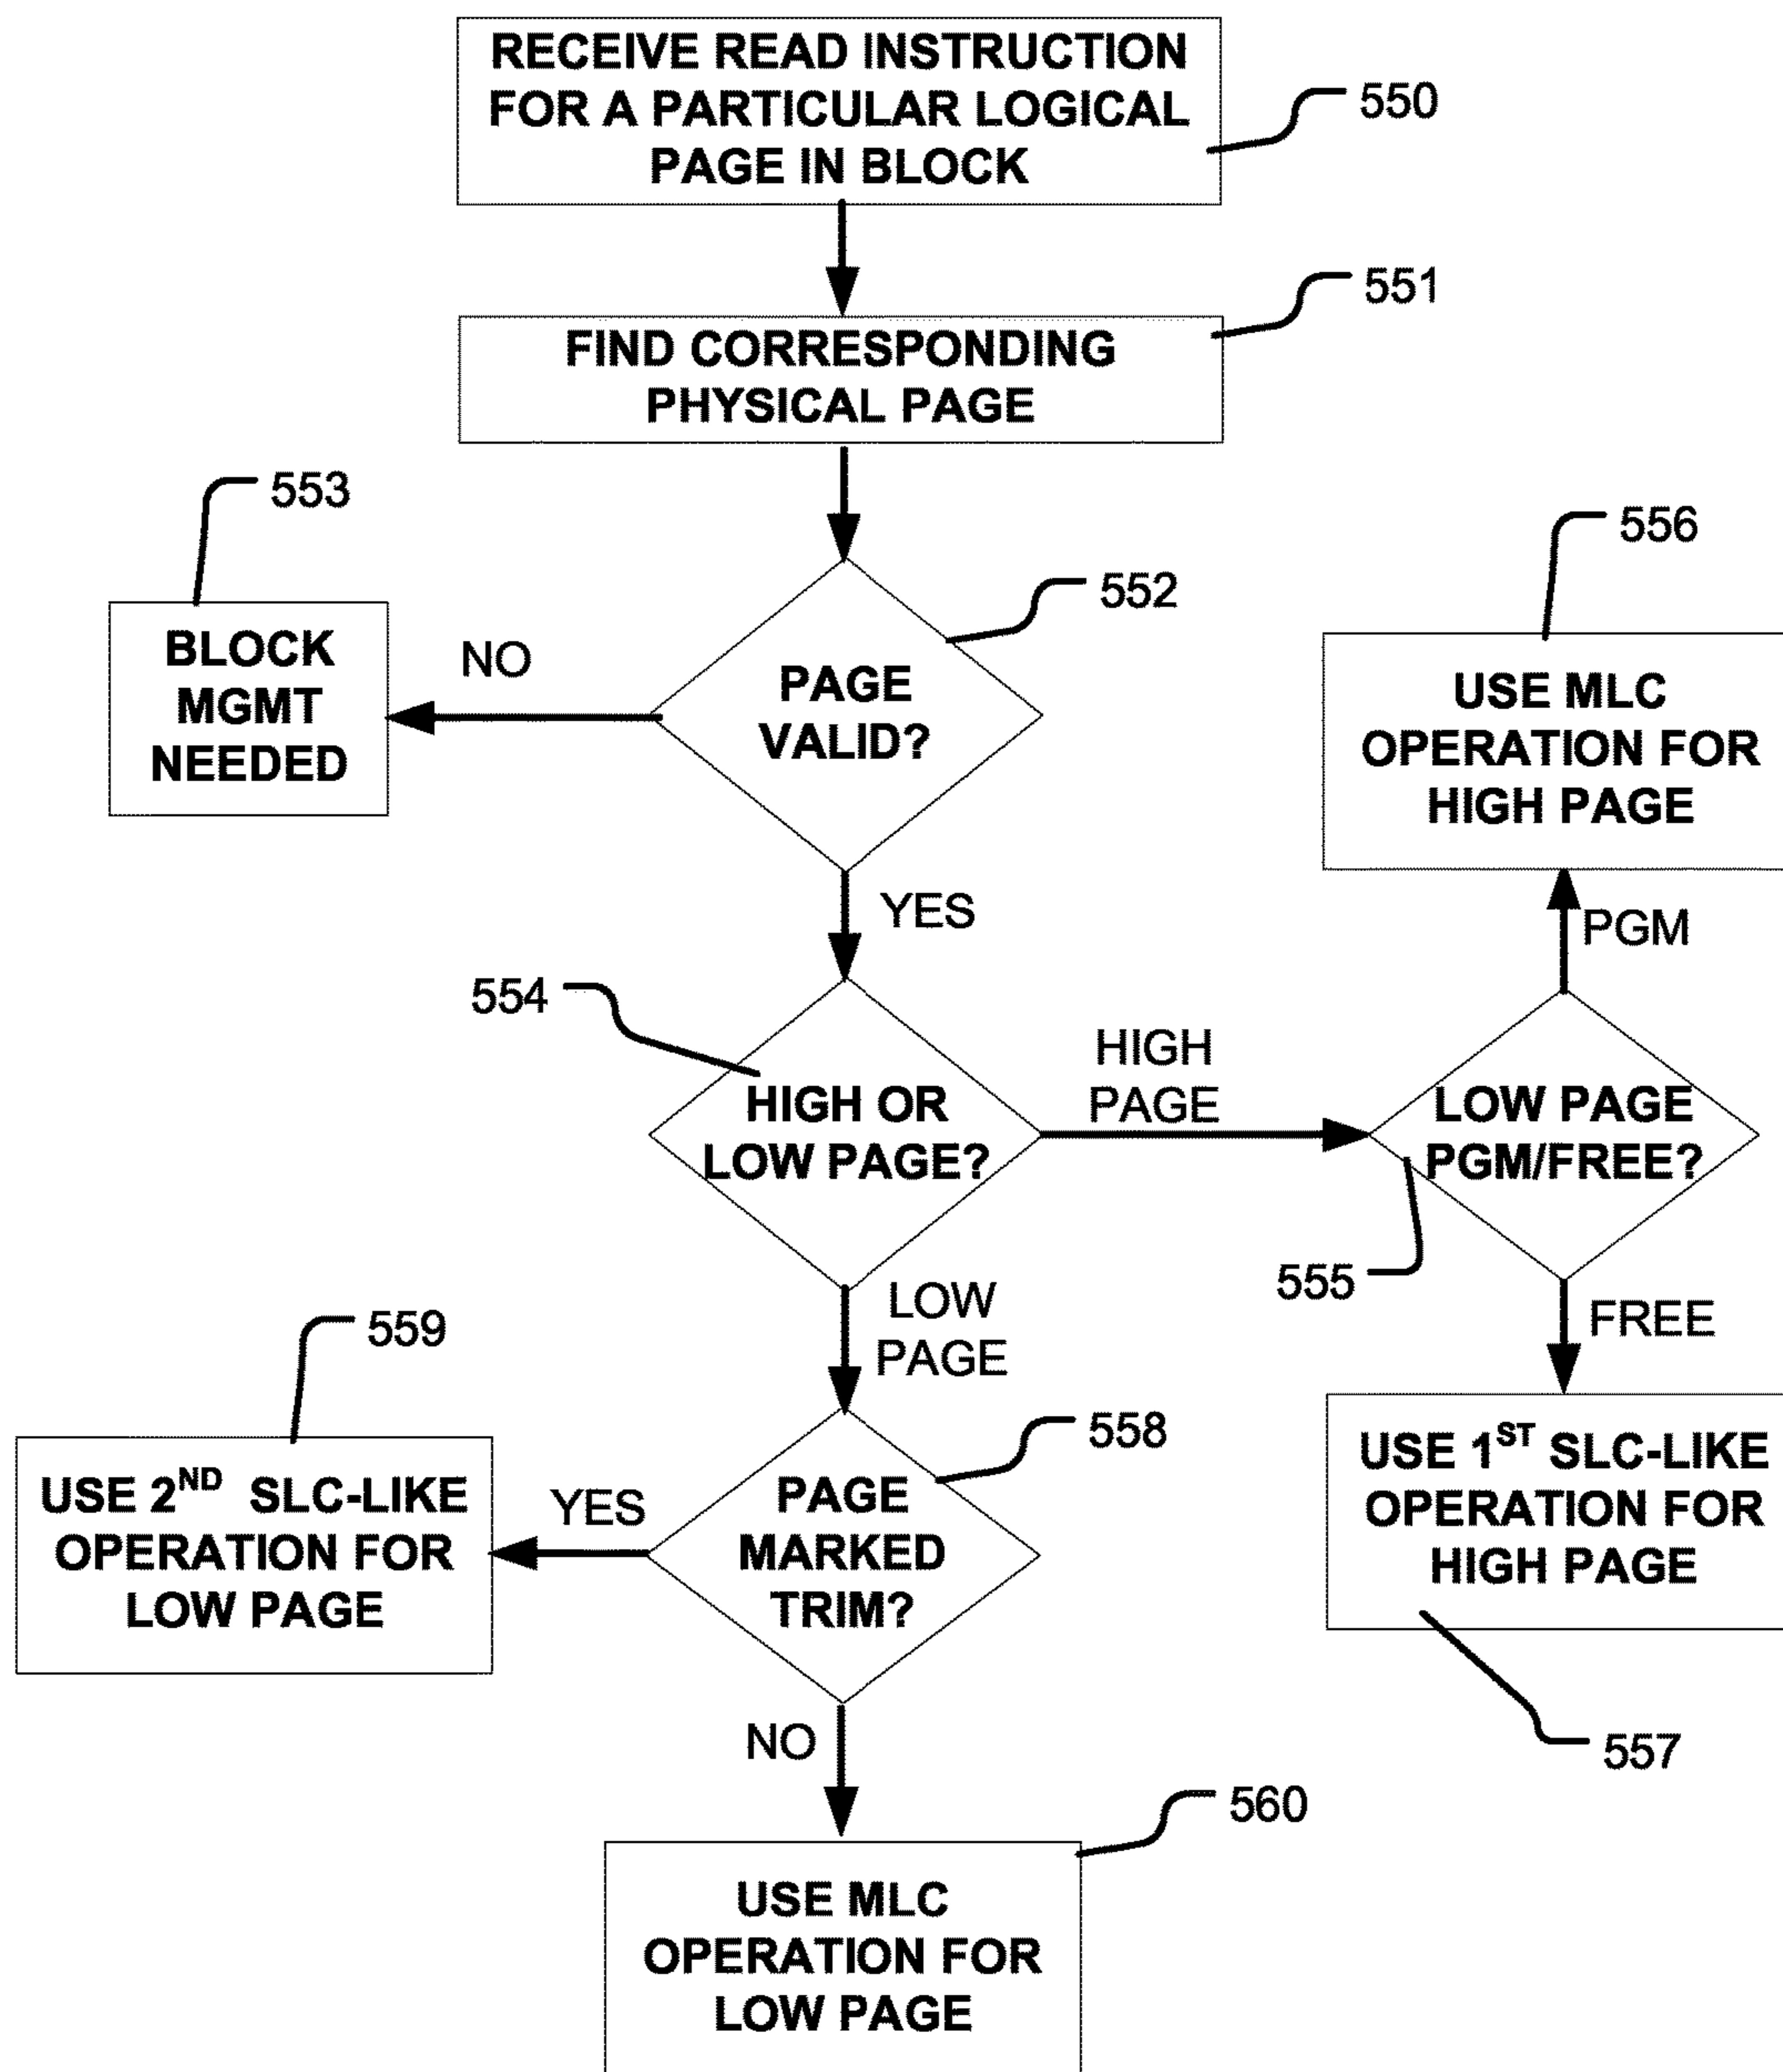 RECEIVE READ INSTRUCTION
FOR A PARTICULAR LOGICAL
PAGE IN BLOCK
550
551
FIND CORRESPONDING
PHYSICAL PAGE
553
552
556
BLOCK
MGMT
NEEDED
NO
PAGE
VALID?
USE MLC
OPERATION FOR
HIGH PAGE
YES
PGM
554
HIGH OR
LOW PAGE?
HIGH
PAGE
LOW PAGE
PGM/FREE?
555
LOW
PAGE
FREE
559
558
USE 2ND SLC-LIKE
OPERATION FOR
LOW PAGE
YES
PAGE
MARKED
TRIM?
USE 1ST SLC-LIKE
OPERATION FOR
HIGH PAGE
557
NO
560
USE MLC
OPERATION FOR
LOW PAGE